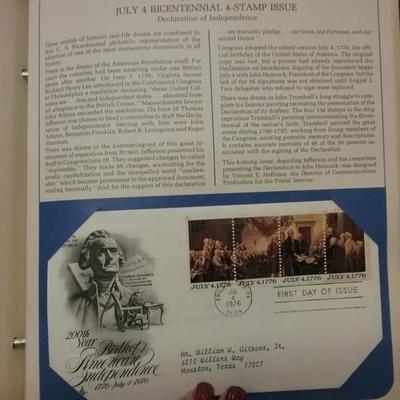 JULY 4 BICENTENNIAL 4-STAMP ISSUE
Declaration of Independence
Three worlds of historic real-life drama are combined in
this U. S. Bicentennial philatelic representation of the
adoption of one of the most momentous documents in all
history.
There is the drama of the American Revolution itself. For
years the colonists had been smarting under one British
abuse after another. On June 7, 1776, Virginia farmer
Richard Henry Lee introduced in the Continental Congress
at Philadelphia a resolution declaring "these United Col-
onies are . . . free and independent states . . . absolved from
all allegiance to the British Crown." Massachusetts lawyer
John Adams seconded the resolution. On June 10 Thomas
Jefferson was chosen to head a committee to draft the Decla-
ration of Independence. Serving with him were John
Adams, Benjamin Franklin, Robert R. Livingston and Roger
Sherman.
There was drama in the hammering-out of this great in-
strument of separation from Britain. Jefferson presented his
draft to Congress June 28. They suggested changes he called
"deplorable." They made 86 changes, accounting for the
erratic capitalization and the misspelled word "unalien-
able" which became permanent in the approved document,
ending basically "And for the support of this declaration
. . . we mutually pledge . . . our lives, our Fortunes, and our
sacred Honour."
Congress adopted the edited version July 4, 1776, the offi-
cial birthday of the United States of America. The original
copy was lost, but a printer had already reproduced the
Declaration on broadsides. Signing of the document began
July 4 with John Hancock, President of the Congress, but the
last of the 56 signatures was not obtained until August 2.
Two delegates who refused to sign were replaced.
There was drama in John Trumbull's long struggle to com-
plete his famous painting recreating the presentation of the
Declaration of its drafters. The four 13¢ stamps in the strip
reproduce Trumbull's painting commemorating the Bicen-
tennial of the nation's birth. Trumbull painted the great
scene during 1786-1797, working from living members of
the Congress, existing portraits, memory and descriptions.
It contains accurate portraits of 48 of the 56 persons
associated with the signing of the Declaration.
This 4-stamp issue, depicting Jefferson and his committee
presenting the Declaration to John Hancock, was designed
by Vincent E. Hoffman, the Director of Communications
Production for the Postal Service.
JULY 4, 1776 JULY 4, 1776 JULY 4, 1776 JULY 4, 1776
JUL
4
1976
FIRST DAY OF ISSUE
200th
Year
Birth of
American
Independence
1776-July 4-1976
Mr. William W. Aitkens, Jr.
6212 Willers Way
Houston, Texas 77027